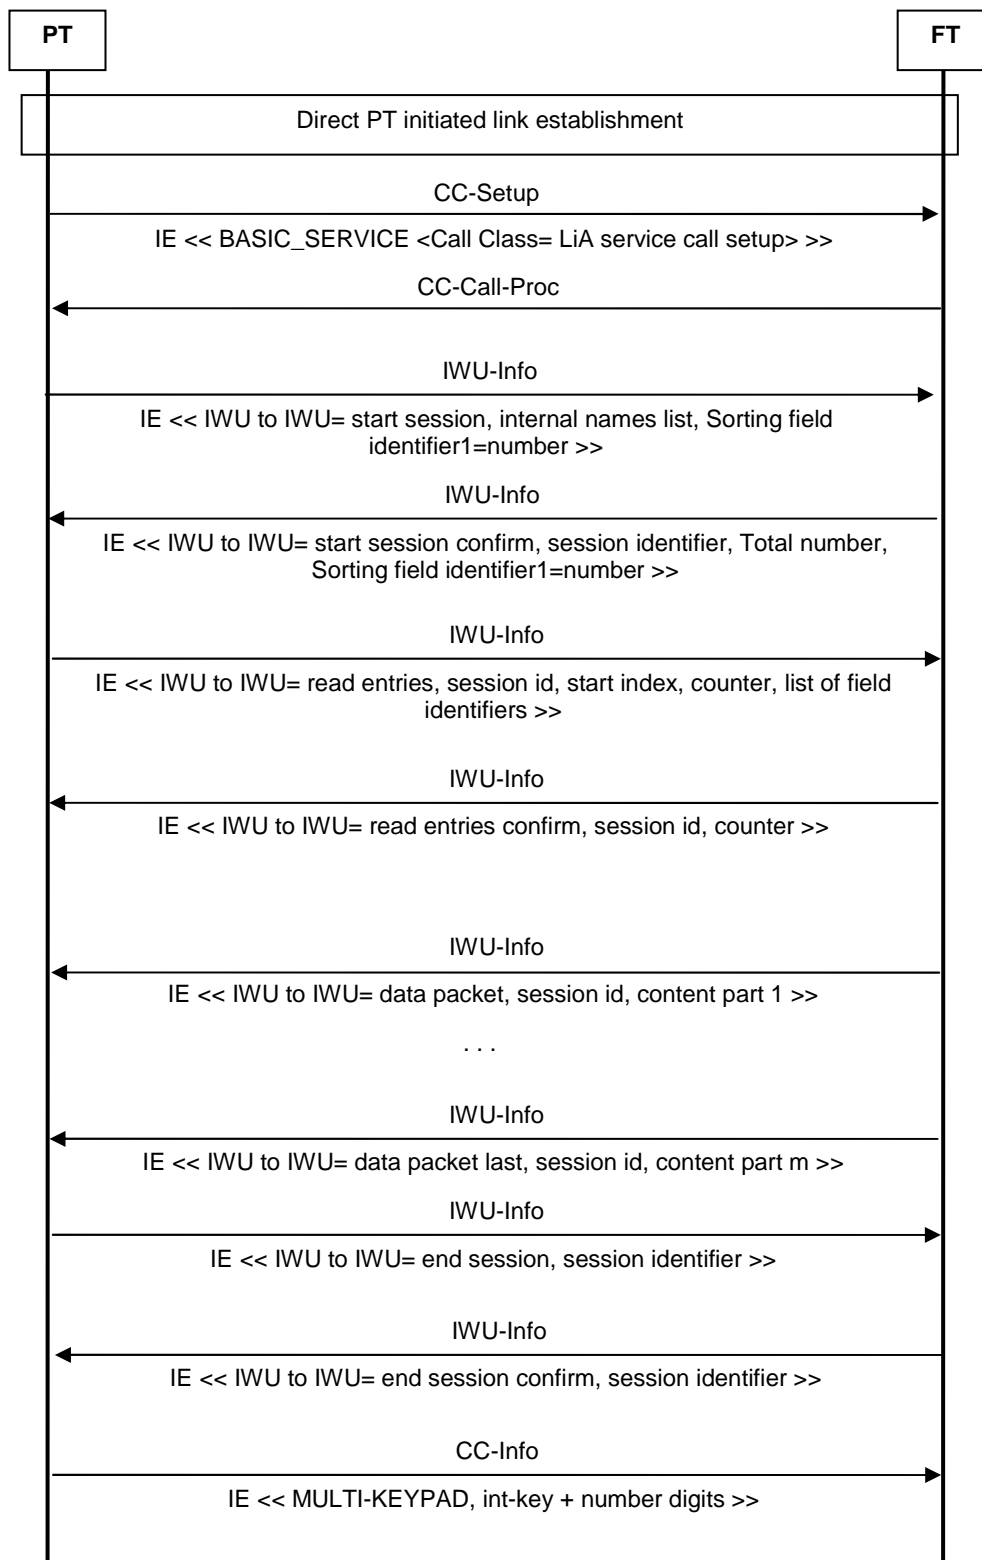 PT
FT
Direct PT initiated link establishment
CC-Setup
IE << BASIC_SERVICE <Call Class= LiA service call setup> >>
CC-Call-Proc
IWU-Info
IE << IWU to IWU= start session, internal names list, Sorting field
identifier1=number >>
IWU-Info
IE << IWU to IWU= start session confirm, session identifier, Total number,
Sorting field identifier1=number >>
IWU-Info
IE << IWU to IWU= read entries, session id, start index, counter, list of field
identifiers >>
IWU-Info
IE << IWU to IWU= read entries confirm, session id, counter >>
IWU-Info
IE << IWU to IWU= data packet, session id, content part 1 >>
. . .
IWU-Info
IE << IWU to IWU= data packet last, session id, content part m >>
IWU-Info
IE << IWU to IWU= end session, session identifier >>
IWU-Info
IE << IWU to IWU= end session confirm, session identifier >>
CC-Info
IE << MULTI-KEYPAD, int-key + number digits >>